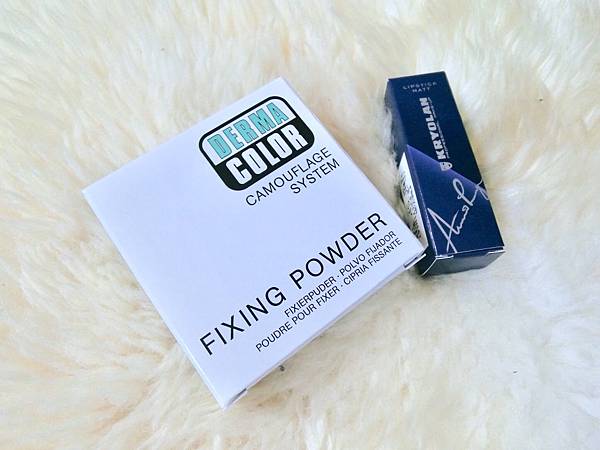 DERMA
COLOR
CAMOUFLAGE
SYSTEM
FIXING POWDER
FIXIERPUDER · POLVO FIJADOR
POUDRE POUR FIXER · CIPRIA FISSANTE
LIPSTICK
MATT
KRYOLAN